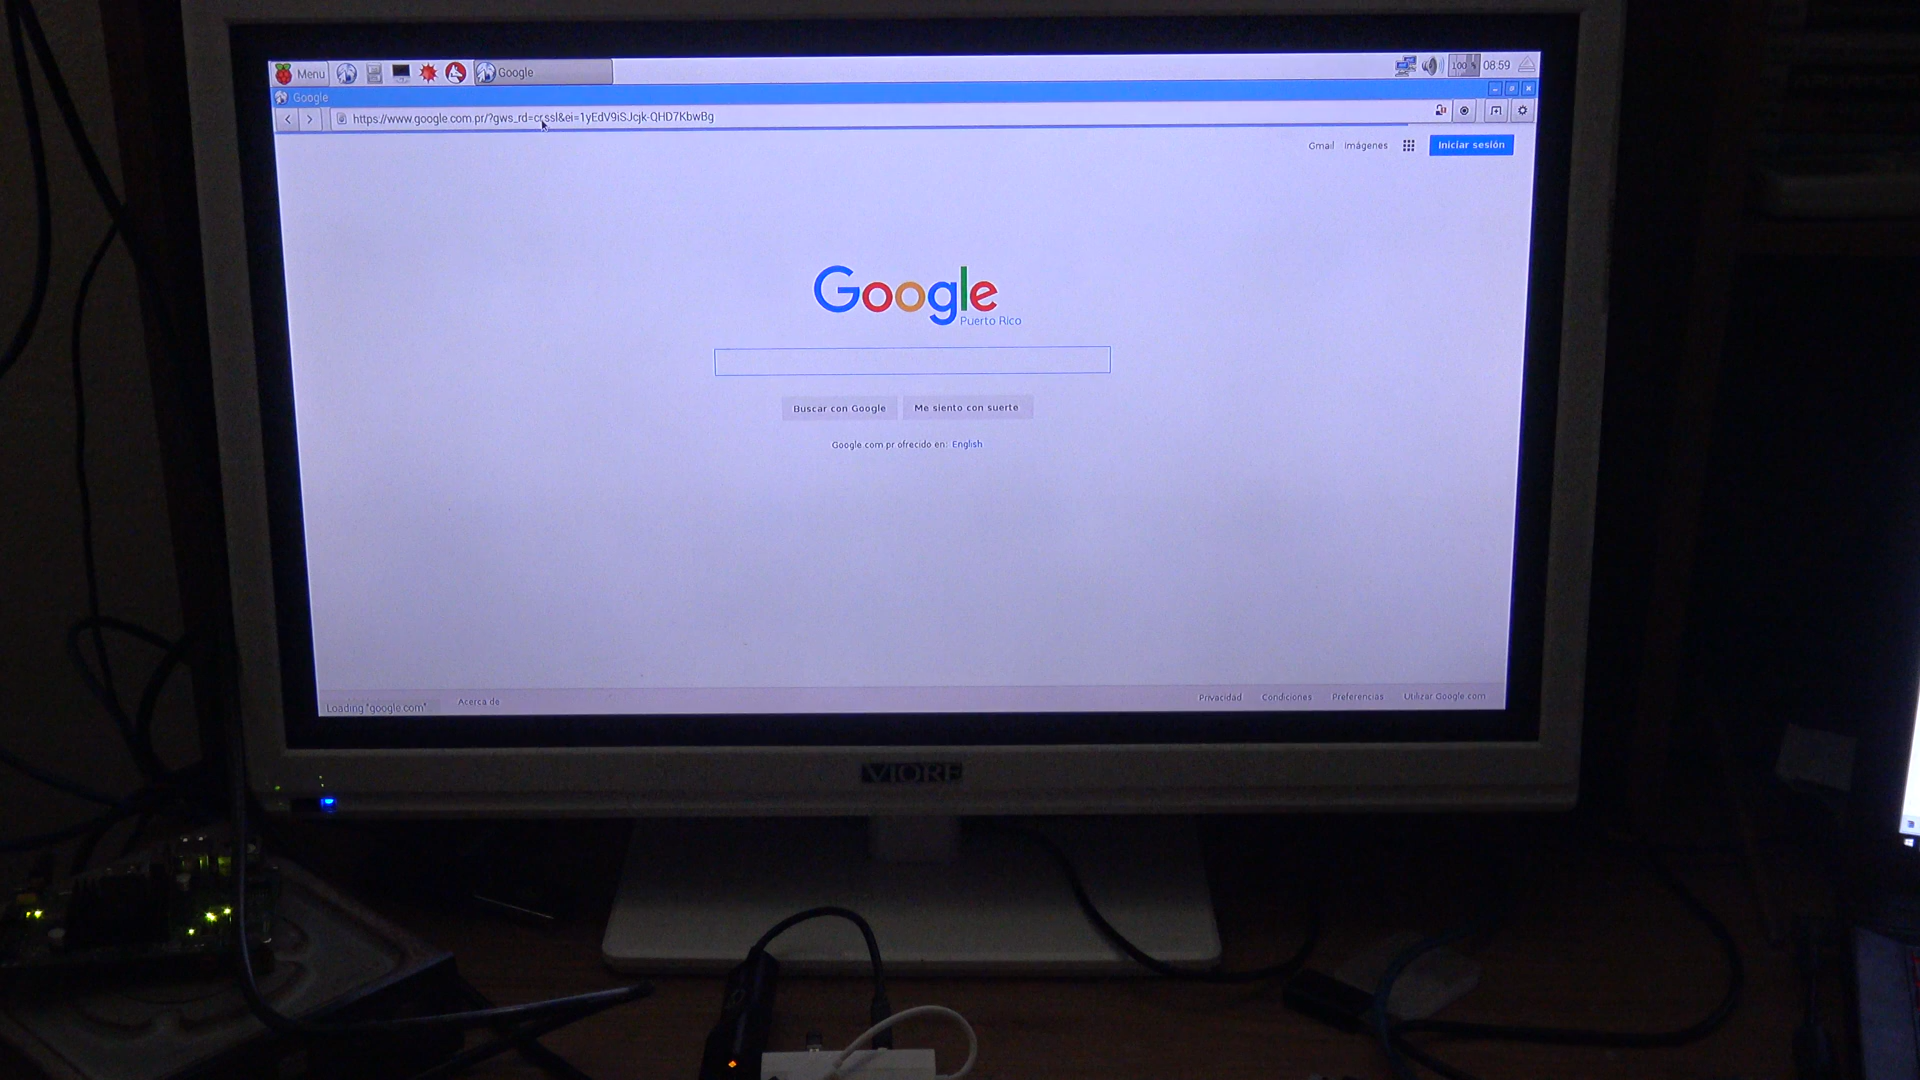 Menu Google 100 % 08:59
Google
https://www.google.com.pr/?gws_rd=cr,ssl&ei=1yEdV9iSJcjk-QHD7KbwBg
Gmail Imágenes Iniciar sesión
Google
Puerto Rico
Buscar con Google Me siento con suerte
Google.com.pr ofrecido en: English
Loading "google.com" Acerca de Privacidad Condiciones Preferencias Utilizar Google.com
VIORE